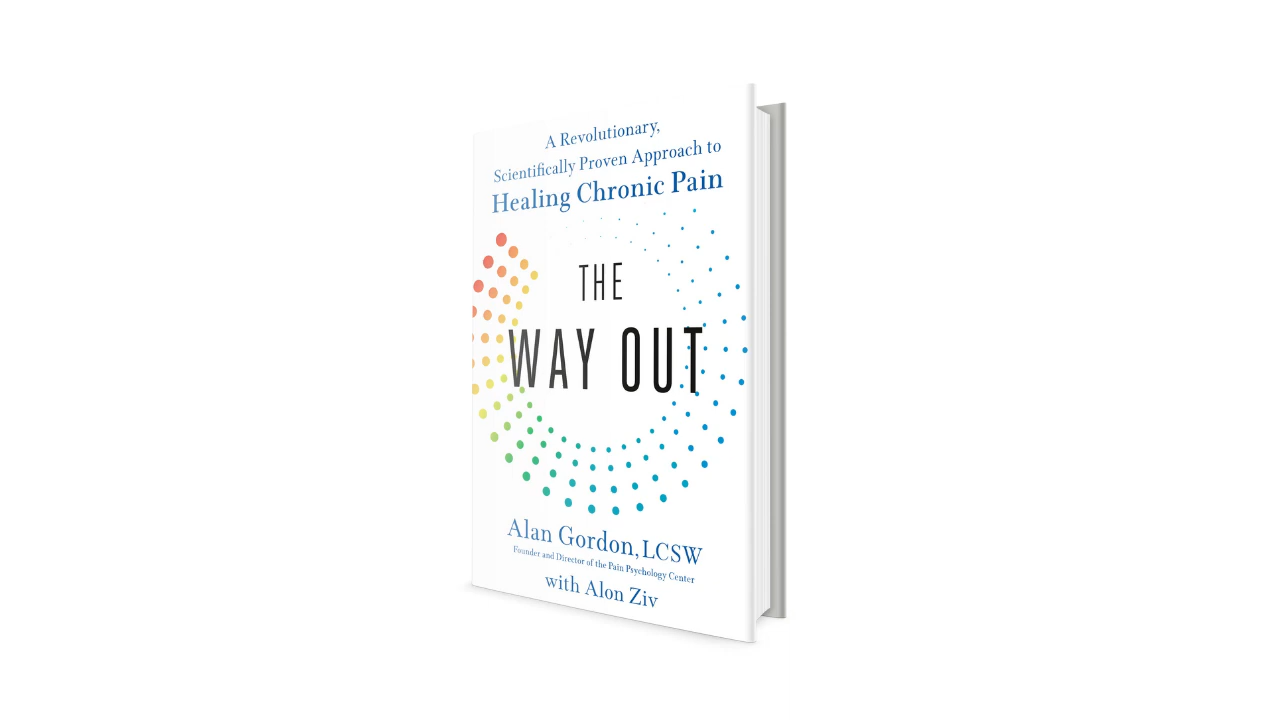 A Revolutionary,
Scientifically Proven Approach to
Healing Chronic Pain
THE
WAY OUT
Alan Gordon, LCSW
Founder and Director of the Pain Psychology Center
with Alon Ziv